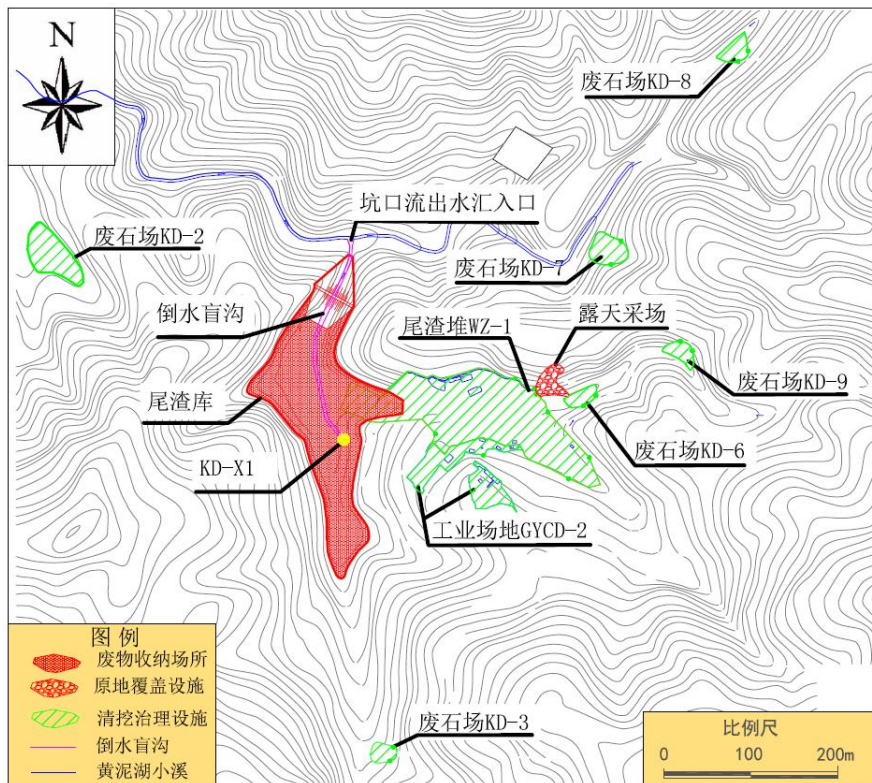 N
废石场KD-8
坑口流出水汇入口
废石场KD-2
废石场KD-7
倒水盲沟
尾渣堆WZ-1
露天采场
废石场KD-9
尾渣库
废石场KD-6
KD-X1
工业场地GYCD-2
图 例
废物收纳场所
原地覆盖设施
清挖治理设施
倒水盲沟
黄泥湖小溪
废石场KD-3
比例尺
0 100 200m